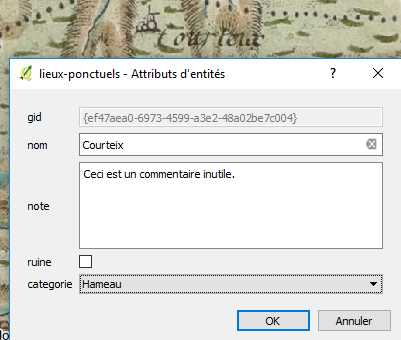 Courteix
lieux-ponctuels - Attributs d'entités
gid
{ef47aea0-6973-4599-a3e2-48a02be7c004}
nom
Courteix
Ceci est un commentaire inutile.
note
ruine
categorie
Hameau
OK
Annuler